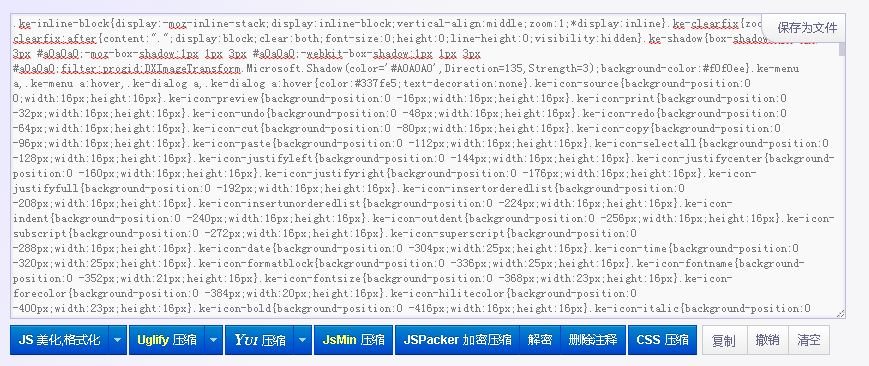 .ke-inline-block{display:-moz-inline-stack;display:inline-block;vertical-align:middle;zoom:1;*display:inline}.ke-clearfix{zoo
保存为文件
clearfix:after{content:".";display:block;clear:both;font-size:0;height:0;line-height:0;visibility:hidden}.ke-shadow{box-shadow:
3px #a0a0a0;-moz-box-shadow:1px 1px 3px #a0a0a0;-webkit-box-shadow:1px 1px 3px
#a0a0a0;filter:progid:DXImageTransform.Microsoft.Shadow(color='#A0A0A0',Direction=135,Strength=3);background-color:#f0f0ee}.ke-menu
a,.ke-menu a:hover,.ke-dialog a,.ke-dialog a:hover{color:#337fe5;text-decoration:none}.ke-icon-source{background-position:0
0;width:16px;height:16px}.ke-icon-preview{background-position:0 -16px;width:16px;height:16px}.ke-icon-print{background-position:0
-32px;width:16px;height:16px}.ke-icon-undo{background-position:0 -48px;width:16px;height:16px}.ke-icon-redo{background-position:0
-64px;width:16px;height:16px}.ke-icon-cut{background-position:0 -80px;width:16px;height:16px}.ke-icon-copy{background-position:0
-96px;width:16px;height:16px}.ke-icon-paste{background-position:0 -112px;width:16px;height:16px}.ke-icon-selectall{background-position:0
-128px;width:16px;height:16px}.ke-icon-justifyleft{background-position:0 -144px;width:16px;height:16px}.ke-icon-justifycenter{background-
position:0 -160px;width:16px;height:16px}.ke-icon-justifyright{background-position:0 -176px;width:16px;height:16px}.ke-icon-
justifyfull{background-position:0 -192px;width:16px;height:16px}.ke-icon-insertorderedlist{background-position:0
-208px;width:16px;height:16px}.ke-icon-insertunorderedlist{background-position:0 -224px;width:16px;height:16px}.ke-icon-
indent{background-position:0 -240px;width:16px;height:16px}.ke-icon-outdent{background-position:0 -256px;width:16px;height:16px}.ke-icon-
subscript{background-position:0 -272px;width:16px;height:16px}.ke-icon-superscript{background-position:0
-288px;width:16px;height:16px}.ke-icon-date{background-position:0 -304px;width:25px;height:16px}.ke-icon-time{background-position:0
-320px;width:25px;height:16px}.ke-icon-formatblock{background-position:0 -336px;width:25px;height:16px}.ke-icon-fontname{background-
position:0 -352px;width:21px;height:16px}.ke-icon-fontsize{background-position:0 -368px;width:23px;height:16px}.ke-icon-
forecolor{background-position:0 -384px;width:20px;height:16px}.ke-icon-hilitecolor{background-position:0
-400px;width:23px;height:16px}.ke-icon-bold{background-position:0 -416px;width:16px;height:16px}.ke-icon-italic{background-position:0
JS 美化,格式化 Uglify 压缩 YUI 压缩 JsMin 压缩 JSPacker 加密压缩 解密 删除注释 CSS 压缩 复制 撤销 清空